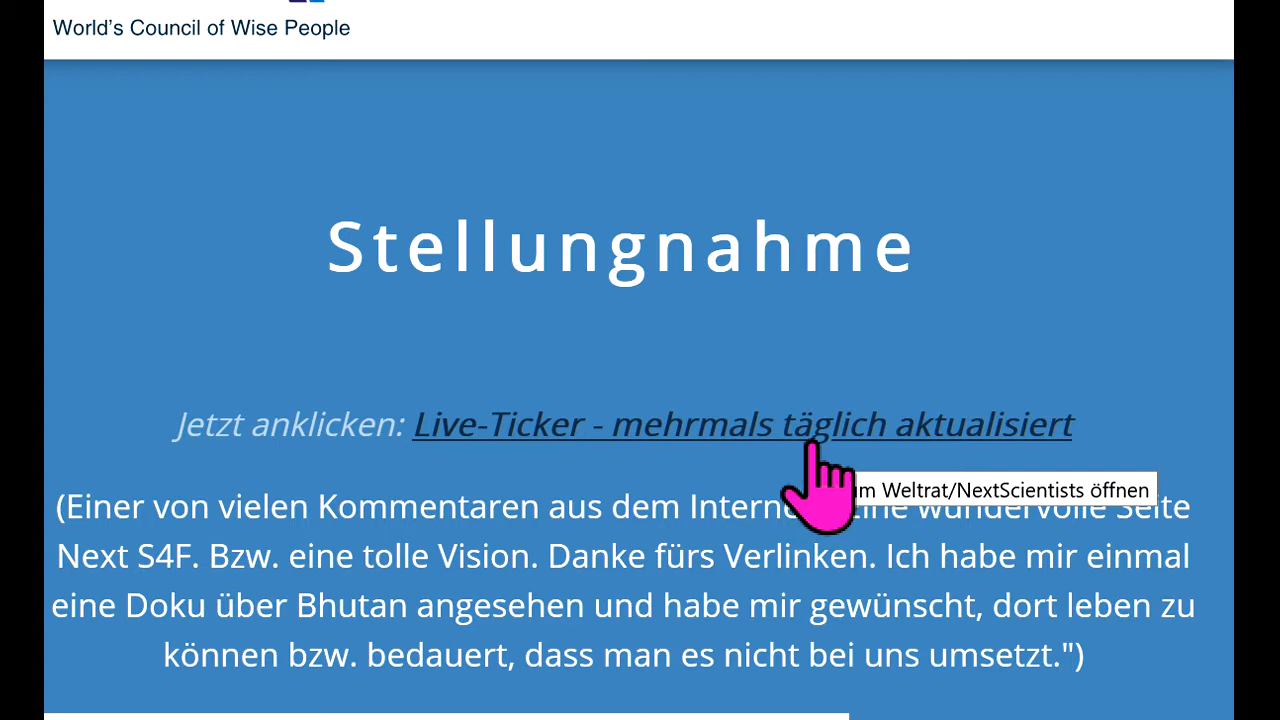 World's Council of Wise People
Stellungnahme
Jetzt anklicken: Live-Ticker - mehrmals täglich aktualisiert
Weltrat/NextScientists öffnen
(Einer von vielen Kommentaren aus dem wundervolle Seite
Next S4F. Bzw. eine tolle Vision. Danke fürs Verlinken. Ich habe mir einmal
eine Doku über Bhutan angesehen und habe mir gewünscht, dort leben zu
können bzw. bedauert, dass man es nicht bei uns umsetzt.")